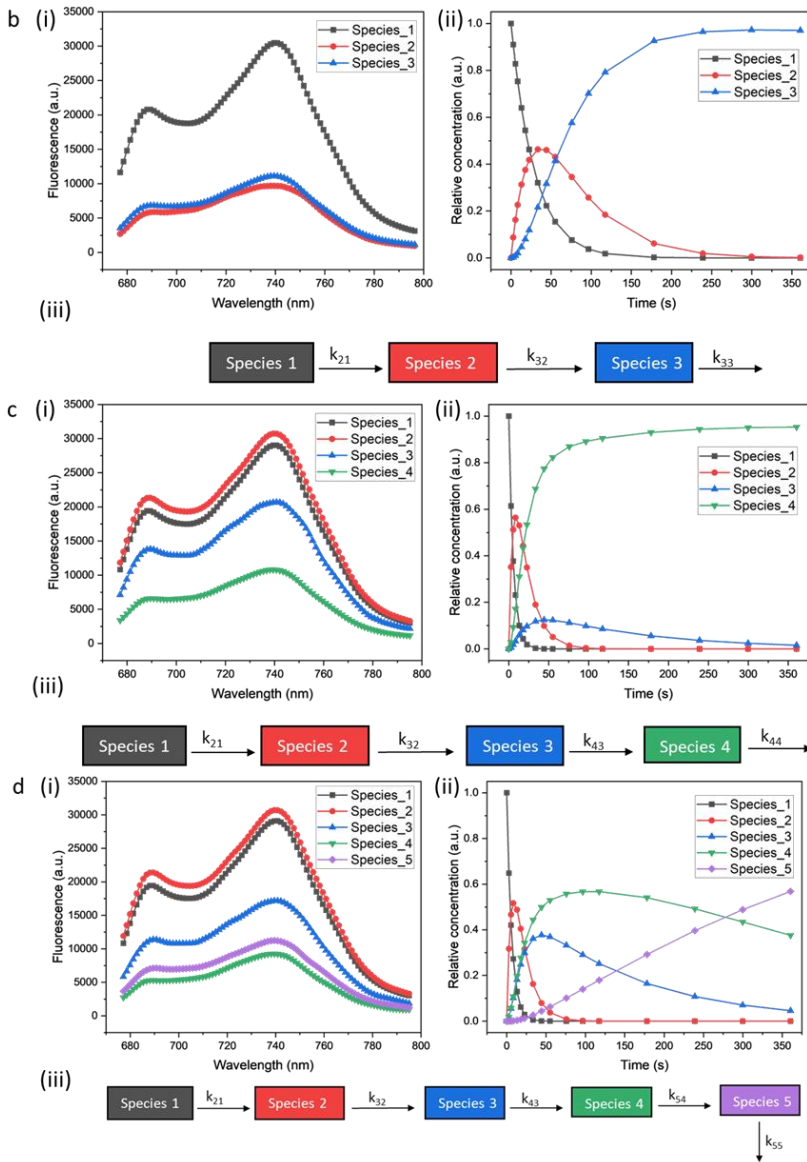 b (i)
Fluorescence (a.u.)
35000
30000
25000
20000
15000
10000
5000
0
Species_1
Species_2
Species_3
680 700 720 740 760 780 800
Wavelength (nm)
(ii)
Relative concentration (a.u.)
1.0
0.8
0.6
0.4
0.2
0.0
Species_1
Species_2
Species_3
0 50 100 150 200 250 300 350
Time (s)
(iii)
Species 1 k21 Species 2 k32 Species 3 k33
c (i)
Fluorescence (a.u.)
35000
30000
25000
20000
15000
10000
5000
0
Species_1
Species_2
Species_3
Species_4
680 700 720 740 760 780 800
Wavelength (nm)
(ii)
Relative concentration (a.u.)
1.0
0.8
0.6
0.4
0.2
0.0
Species_1
Species_2
Species_3
Species_4
0 50 100 150 200 250 300 350
Time (s)
(iii)
Species 1 k21 Species 2 k32 Species 3 k43 Species 4 k44
d (i)
Fluorescence (a.u.)
35000
30000
25000
20000
15000
10000
5000
0
Species_1
Species_2
Species_3
Species_4
Species_5
680 700 720 740 760 780 800
Wavelength (nm)
(ii)
Relative concentration (a.u.)
1.0
0.8
0.6
0.4
0.2
0.0
Species_1
Species_2
Species_3
Species_4
Species_5
0 50 100 150 200 250 300 350
Time (s)
(iii)
Species 1 k21 Species 2 k32 Species 3 k43 Species 4 k54 Species 5
k55